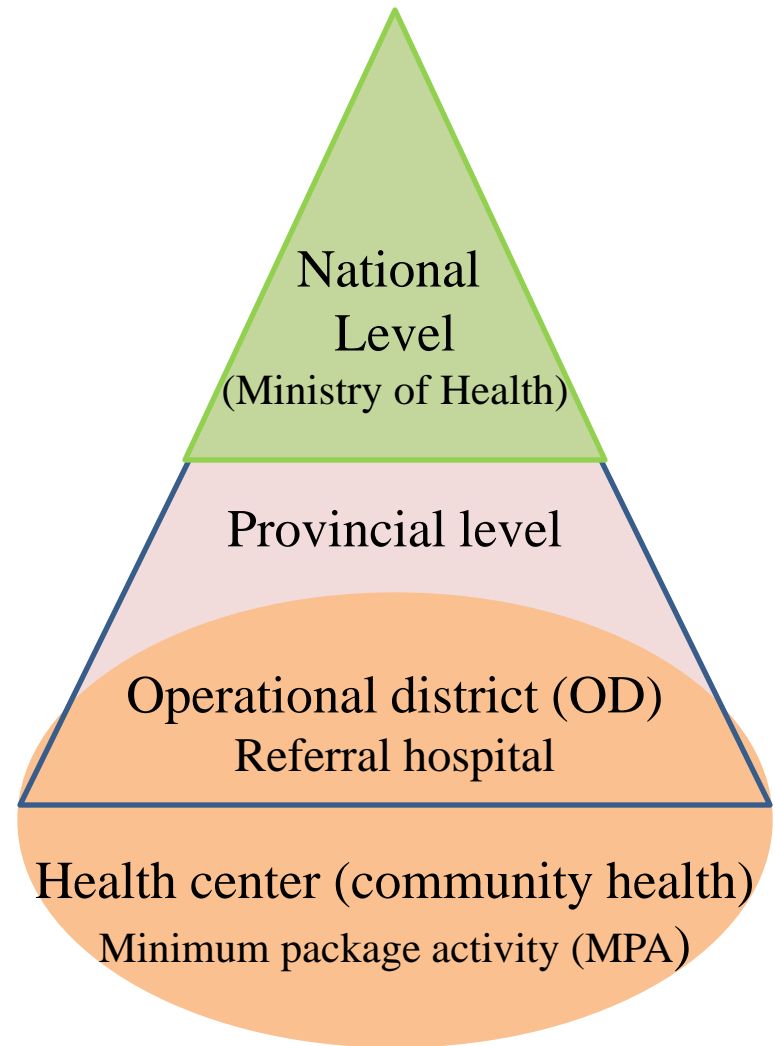 National
Level
(Ministry of Health)
Provincial level
Operational district (OD)
Referral hospital
Health center (community health)
Minimum package activity (MPA)